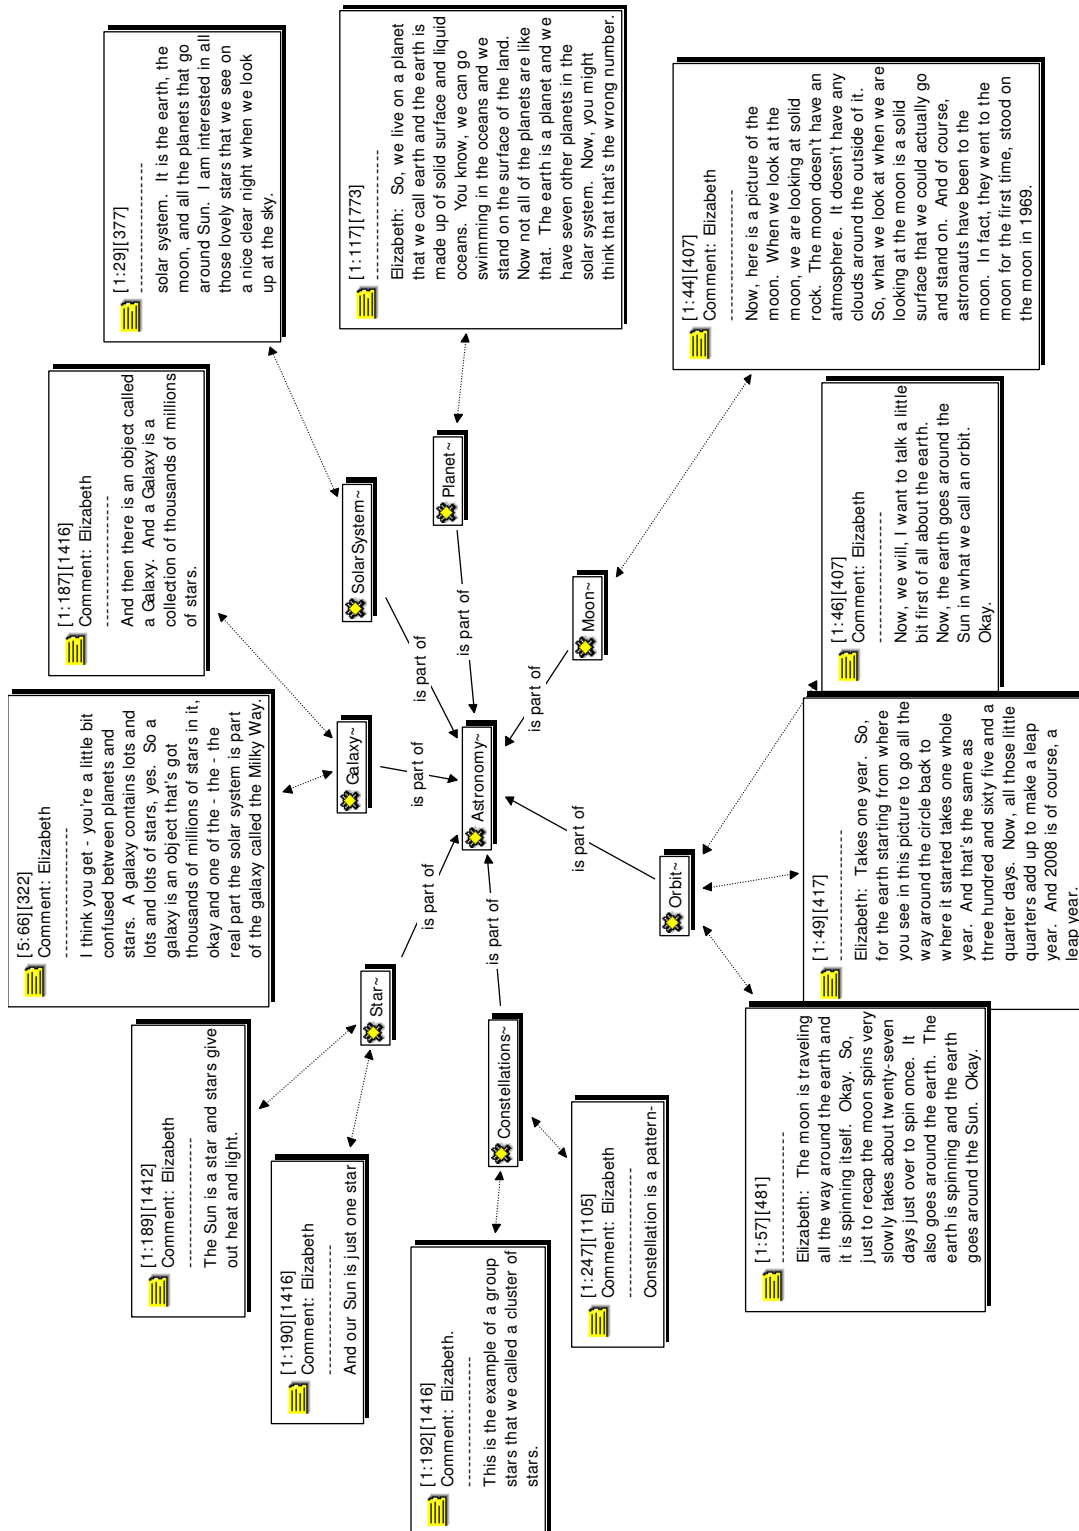 [1:192][1416]
Comment: Elizabeth.
--------------------
This is the example of a group
stars that we called a cluster of
stars.
[1:190][1416]
Comment: Elizabeth
--------------------
And our Sun is just one star
[1:189][1412]
Comment: Elizabeth
--------------------
The Sun is a star and stars give
out heat and light.
[5:66][322]
Comment: Elizabeth
--------------------
I think you get - you're a little bit
confused between planets and
stars. A galaxy contains lots and
lots and lots of stars, yes. So a
galaxy is an object that's got
thousands of millions of stars in it,
okay and one of the - the - the
real part the solar system is part
of the galaxy called the Milky Way.
[1:187][1416]
Comment: Elizabeth
--------------------
And then there is an object called
a Galaxy. And a Galaxy is a
collection of thousands of millions
of stars.
[1:29][377]
--------------------
solar system. It is the earth, the
moon, and all the planets that go
around Sun. I am interested in all
those lovely stars that we see on
a nice clear night when we look
up at the sky.
[1:117][773]
--------------------
Elizabeth: So, we live on a planet
that we call earth and the earth is
made up of solid surface and liquid
oceans. You know, we can go
swimming in the oceans and we
stand on the surface of the land.
Now not all of the planets are like
that. The earth is a planet and we
have seven other planets in the
solar system. Now, you might
think that that's the wrong number.
Star~
Galaxy~
SolarSystem~
Planet~
is part of
is part of
is part of
is part of
Constellations~
is part of
Astronomy~
is part of
Moon~
is part of
Orbit~
[1:247][1105]
Comment: Elizabeth
--------------------
Constellation is a pattern-
[1:57][481]
--------------------
Elizabeth: The moon is traveling
all the way around the earth and
it is spinning itself. Okay. So,
just to recap the moon spins very
slowly takes about twenty-seven
days just over to spin once. It
also goes around the earth. The
earth is spinning and the earth
goes around the Sun. Okay.
[1:49][417]
--------------------
Elizabeth: Takes one year. So,
for the earth starting from where
you see in this picture to go all the
way around the circle back to
where it started takes one whole
year. And that's the same as
three hundred and sixty five and a
quarter days. Now, all those little
quarters add up to make a leap
year. And 2008 is of course, a
leap year.
[1:46][407]
Comment: Elizabeth
--------------------
Now, we will, I want to talk a little
bit first of all about the earth.
Now, the earth goes around the
Sun in what we call an orbit.
Okay.
[1:44][407]
Comment: Elizabeth
--------------------
Now, here is a picture of the
moon. When we look at the
moon, we are looking at solid
rock. The moon doesn't have an
atmosphere. It doesn't have any
clouds around the outside of it.
So, what we look at when we are
looking at the moon is a solid
surface that we could actually go
and stand on. And of course,
astronauts have been to the
moon. In fact, they went to the
moon for the first time, stood on
the moon in 1969.